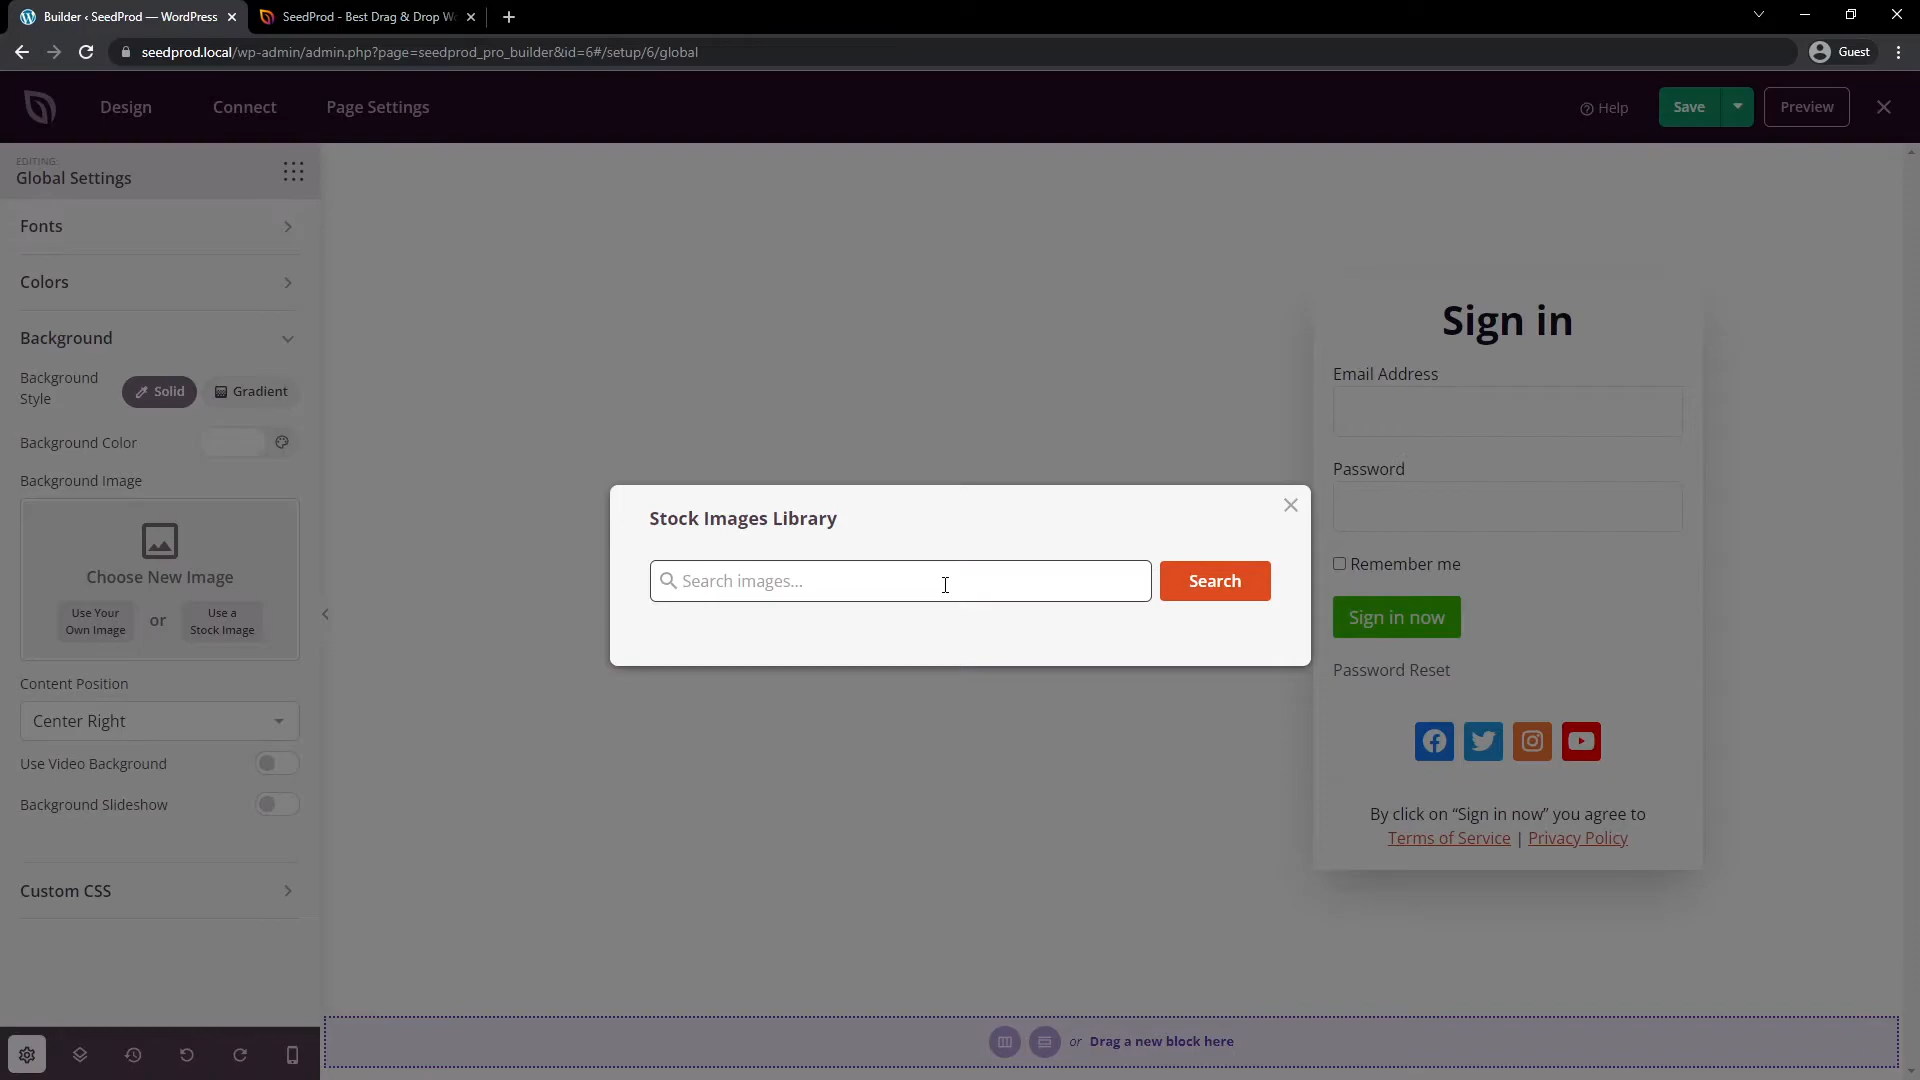 Builder ‹ SeedProd — WordPress
SeedProd - Best Drag & Drop Wo
seedprod.local/wp-admin/admin.php?page=seedprod_pro_builder&id=6#/setup/6/global
Guest
Design
Connect
Page Settings
Help
Save
Preview
EDITING:
Global Settings
Fonts
Colors
Background
Background
Style
Solid
Gradient
Background Color
Background Image
Choose New Image
Use Your
Own Image
or
Use a
Stock Image
Content Position
Center Right
Use Video Background
Background Slideshow
Custom CSS
Stock Images Library
Search images...
Search
Sign in
Email Address
Password
Remember me
Sign in now
Password Reset
By click on “Sign in now” you agree to
Terms of Service | Privacy Policy
or Drag a new block here